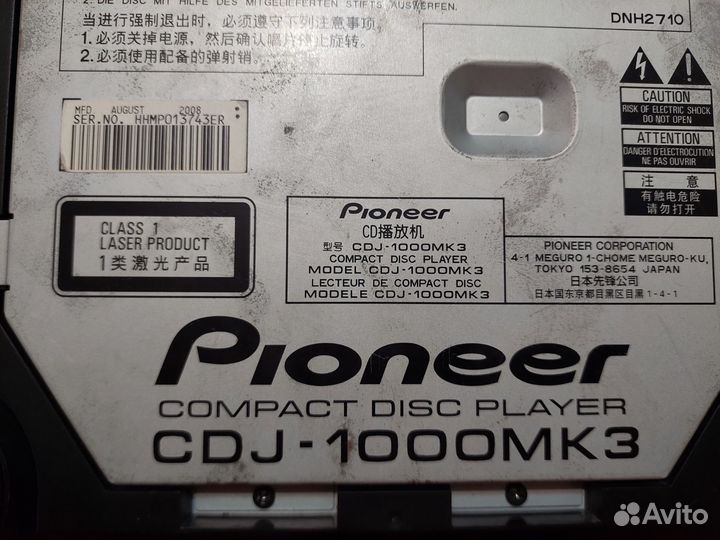 2. DIE DISC MIT HILFE DES MITGELIEFERTEN STIFTS AUSWERFEN.
当进行强制退出时，必须遵守下列注意事项。
1.必须关掉电源，然后确认唱片停止旋转。
2.必须使用配备的弹射销。
DNH2710
MFD. AUGUST 2008
SER.NO. HHMP013743ER
CLASS 1
LASER PRODUCT
1类激光产品
Pioneer
CD播放机
型号 CDJ-1000MK3
COMPACT DISC PLAYER
MODEL CDJ-1000MK3
LECTEUR DE COMPACT DISC
MODELE CDJ-1000MK3
PIONEER CORPORATION
4-1 MEGURO 1-CHOME MEGURO-KU,
TOKYO 153-8654 JAPAN
日本先锋公司
日本国东京都目黑区目黑1-4-1
CAUTION
RISK OF ELECTRIC SHOCK
DO NOT OPEN
ATTENTION
DANGER D'ELECTROCUTION
NE PAS OUVRIR
注 意
有触电危险
请勿打开
Pioneer
COMPACT DISC PLAYER
CDJ-1000MK3
Avito